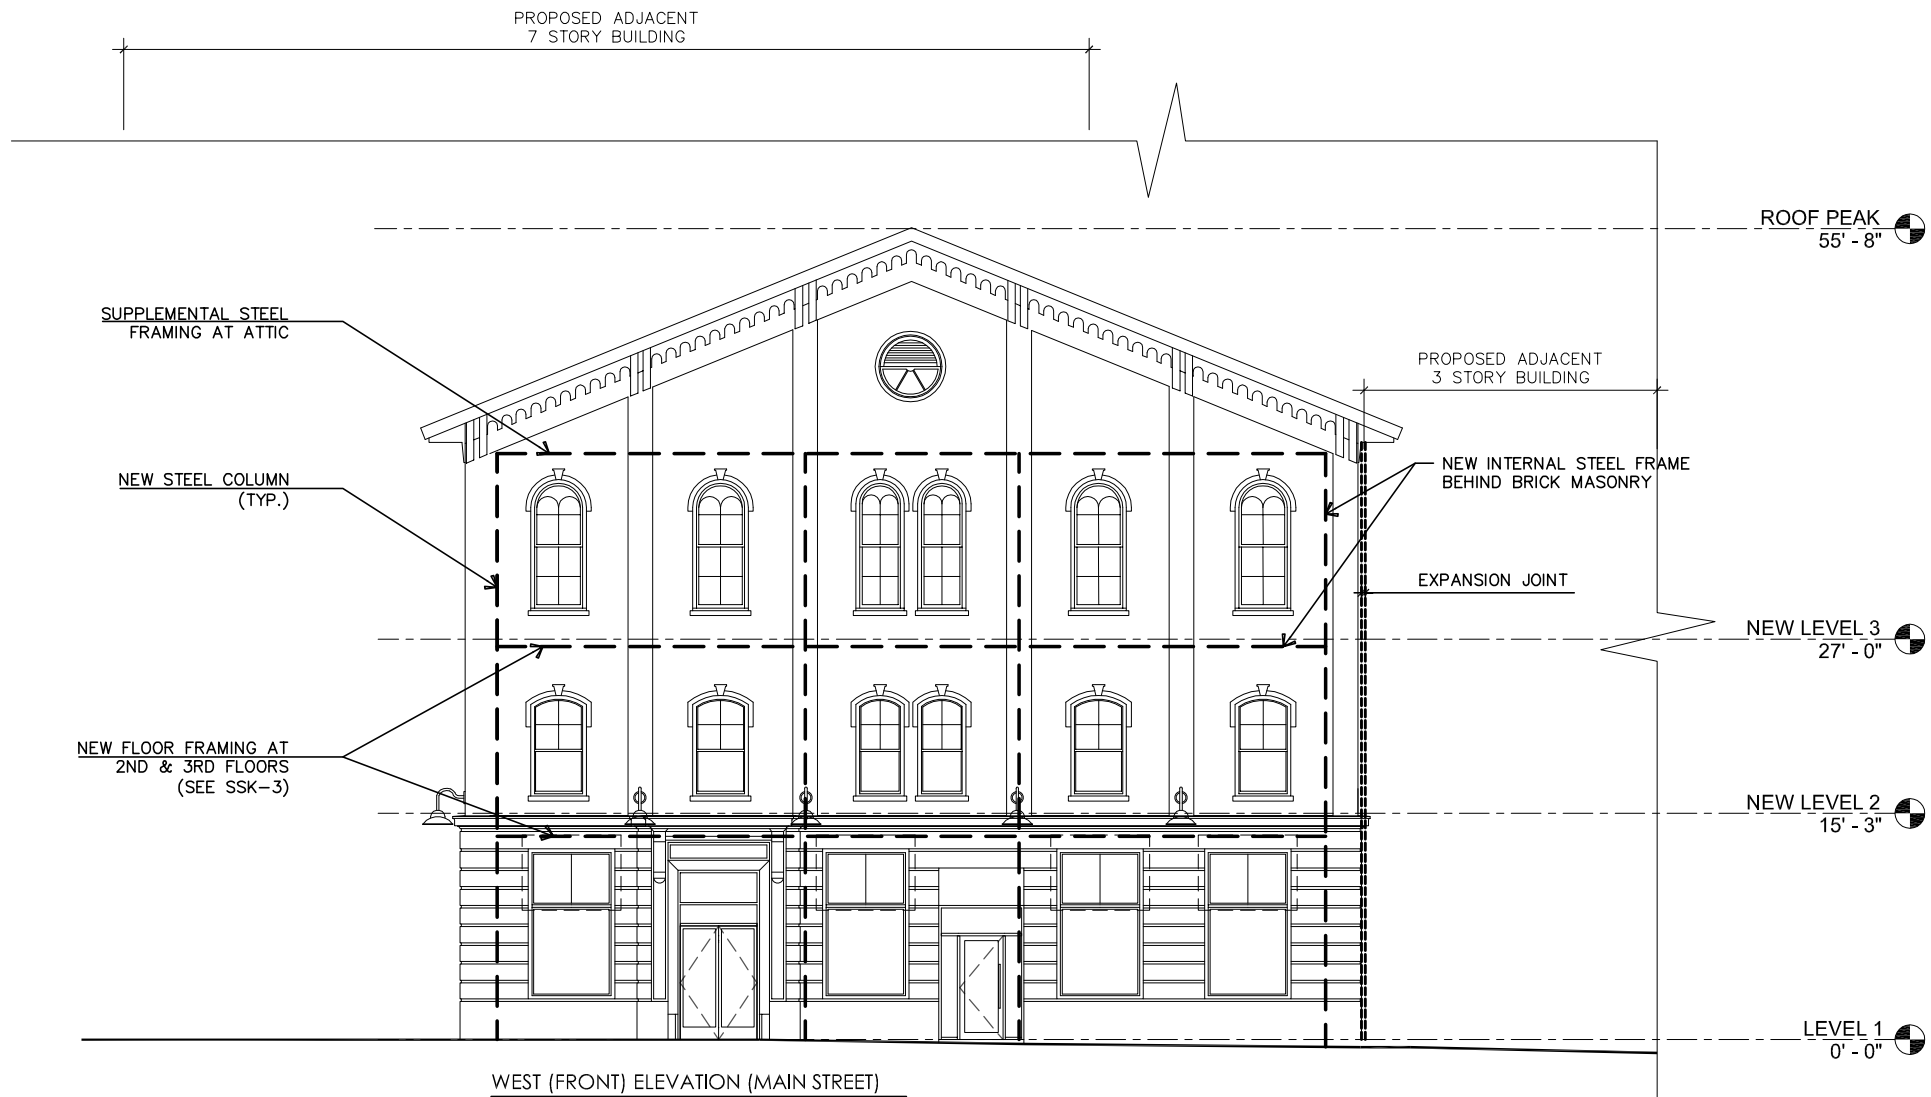 PROPOSED ADJACENT
7 STORY BUILDING
ROOF PEAK
55' - 8"
SUPPLEMENTAL STEEL
FRAMING AT ATTIC
PROPOSED ADJACENT
3 STORY BUILDING
NEW STEEL COLUMN
(TYP.)
NEW INTERNAL STEEL FRAME
BEHIND BRICK MASONRY
EXPANSION JOINT
NEW LEVEL 3
27' - 0"
NEW FLOOR FRAMING AT
2ND & 3RD FLOORS
(SEE SSK-3)
NEW LEVEL 2
15' - 3"
LEVEL 1
0' - 0"
WEST (FRONT) ELEVATION (MAIN STREET)